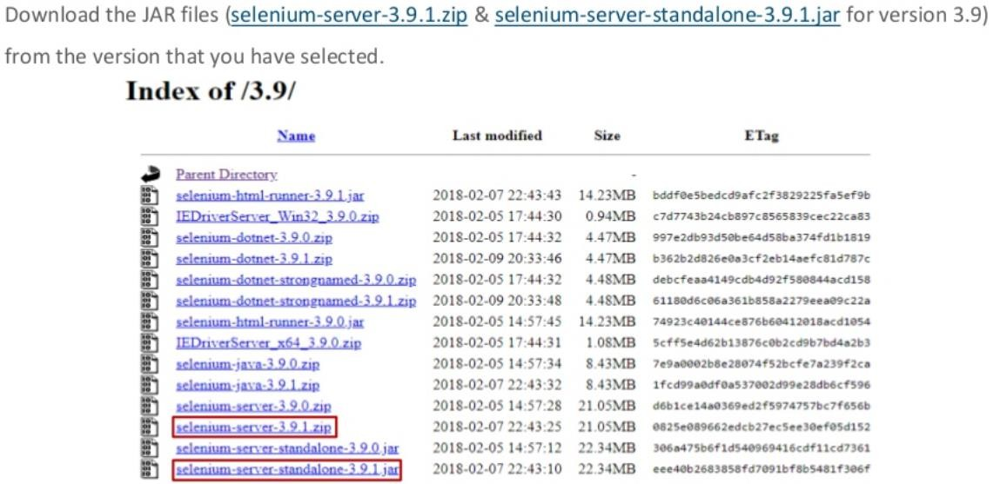 Download the JAR files (selenium-server-3.9.1.zip & selenium-server-standalone-3.9.1.jar for version 3.9)
from the version that you have selected.
Index of /3.9/
Name Last modified Size ETag
Parent Directory -
selenium-html-runner-3.9.1.jar 2018-02-07 22:43:43 14.23MB bddf0e5bedcd9afc2f3829225fa5ef9b
IEDriverServer_Win32_3.9.0.zip 2018-02-05 17:44:30 0.94MB c7d7743b24cb897c8565839cec22ca83
selenium-dotnet-3.9.0.zip 2018-02-05 17:44:32 4.47MB 997e2db93d50be64d58ba374fd1b1819
selenium-dotnet-3.9.1.zip 2018-02-09 20:33:46 4.47MB b362b2d826e0a3cf2eb14aefc81d787c
selenium-dotnet-strongnamed-3.9.0.zip 2018-02-05 17:44:32 4.48MB debcfeaa4149cdb4d92f580844acd158
selenium-dotnet-strongnamed-3.9.1.zip 2018-02-09 20:33:48 4.48MB 61180d6c06a361b858a2279eea09c22a
selenium-html-runner-3.9.0.jar 2018-02-05 14:57:45 14.23MB 74923c40144ce876b60412018acd1054
IEDriverServer_x64_3.9.0.zip 2018-02-05 17:44:31 1.08MB 5cff5e4d62b13876c0b2cd9b7bd4a2b3
selenium-java-3.9.0.zip 2018-02-05 14:57:34 8.43MB 7e9a0002b8e28074f52bcfe7a239f2ca
selenium-java-3.9.1.zip 2018-02-07 22:43:32 8.43MB 1fcd99a0df0a537002d99e28db6cf596
selenium-server-3.9.0.zip 2018-02-05 14:57:28 21.05MB d6b1ce14a0369ed2f5974757bc7f656b
selenium-server-3.9.1.zip 2018-02-07 22:43:25 21.05MB 0825e089662edcb27ec5ee30ef05d152
selenium-server-standalone-3.9.0.jar 2018-02-05 14:57:12 22.34MB 306a475b6f1d540969416cdf11cd7361
selenium-server-standalone-3.9.1.jar 2018-02-07 22:43:10 22.34MB eee40b2683858fd7091bf8b5481f306f